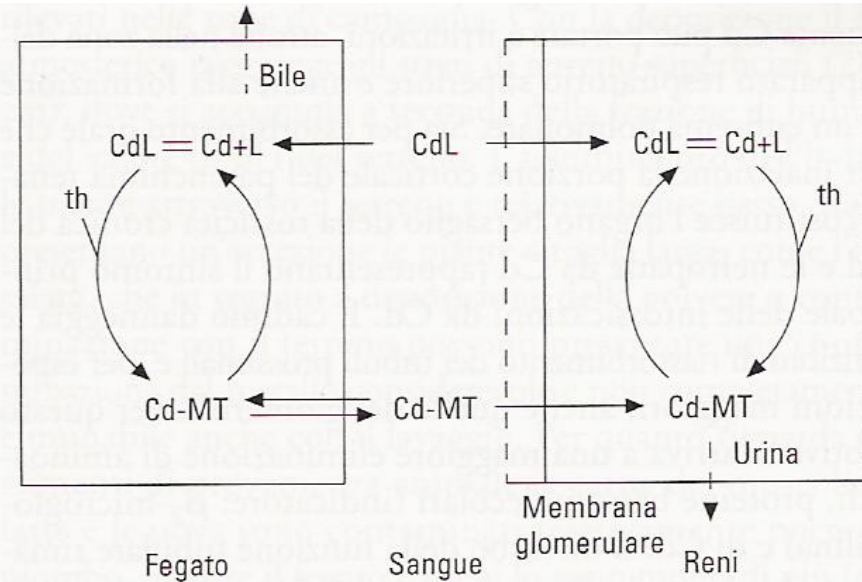 Bile
CdL = Cd+L
CdL
CdL = Cd+L
th
th
Cd-MT
Cd-MT
Cd-MT
Urina
Membrana
glomerulare
Fegato
Sangue
Reni